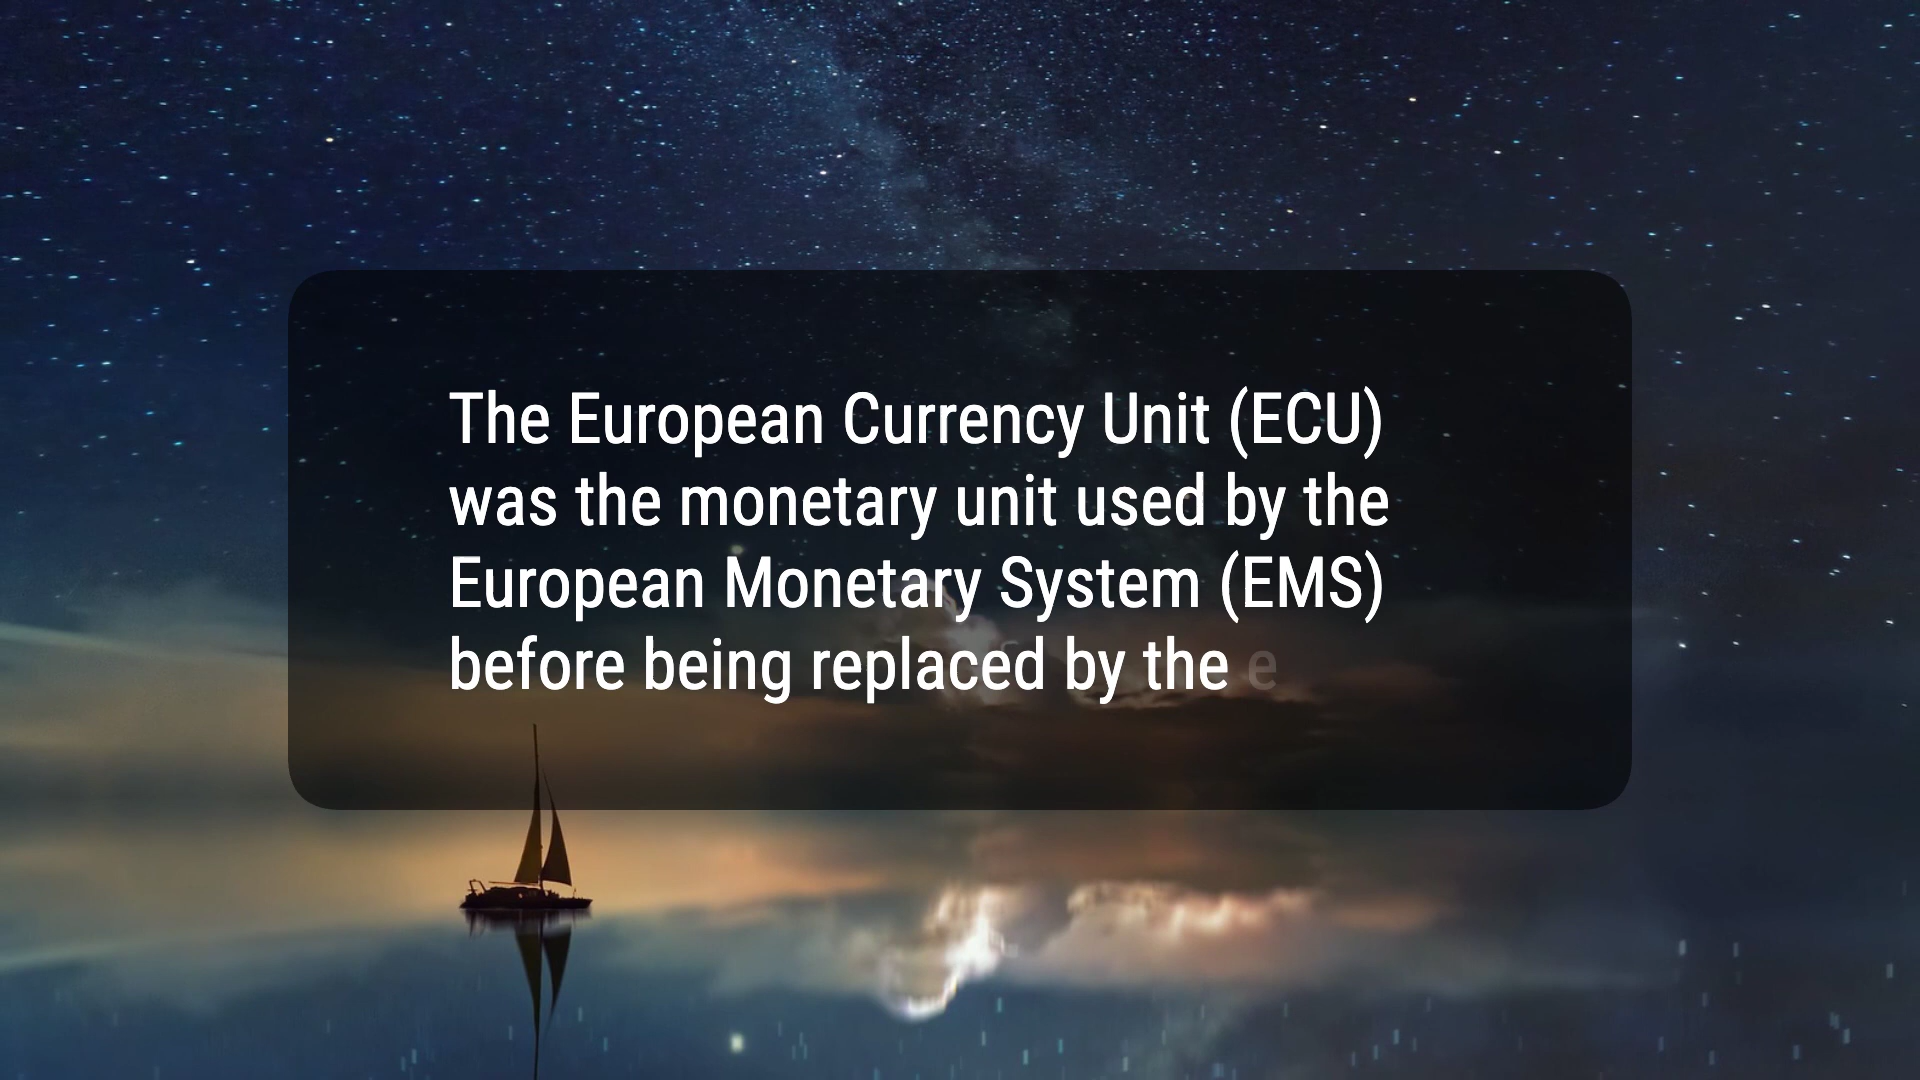 The European Currency Unit (ECU)
was the monetary unit used by the
European Monetary System (EMS)
before being replaced by the e